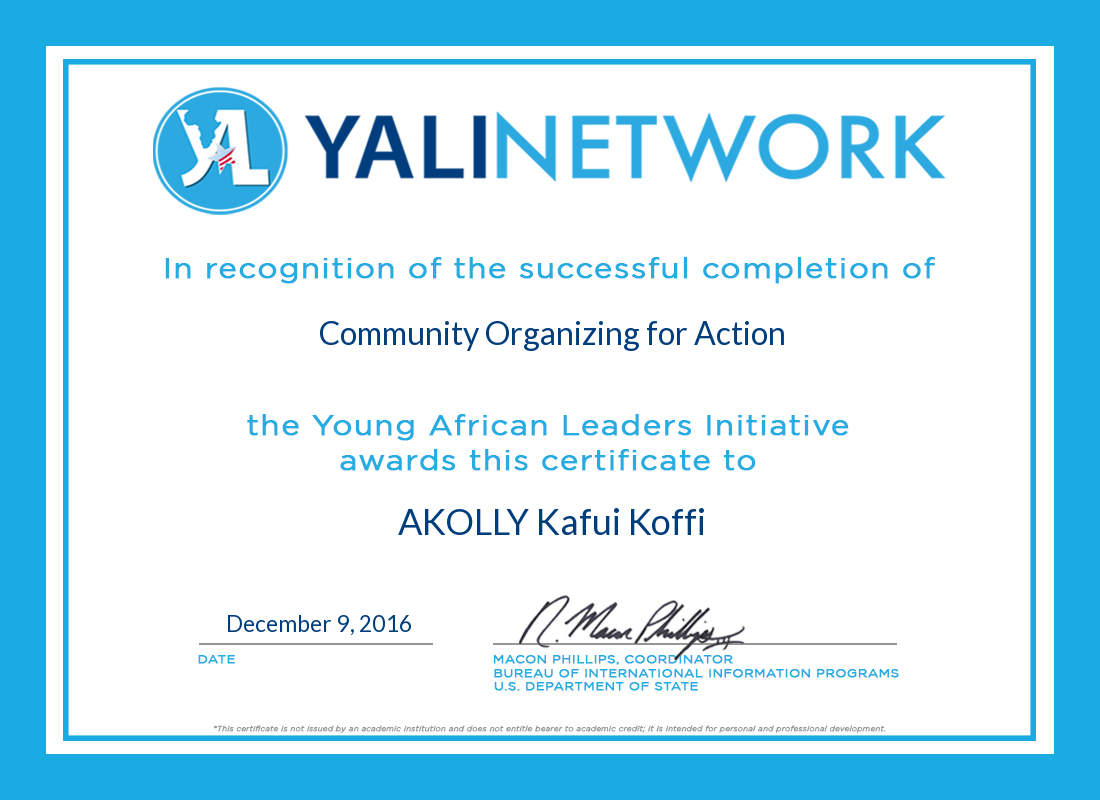 YALINETWORK
In recognition of the successful completion of
Community Organizing for Action
the Young African Leaders Initiative
awards this certificate to
AKOLLY Kafui Koffi
December 9, 2016
DATE
N. Macon Phillips
MACON PHILLIPS, COORDINATOR
BUREAU OF INTERNATIONAL INFORMATION PROGRAMS
U.S. DEPARTMENT OF STATE
*This certificate is not issued by an academic institution and does not entitle bearer to academic credit; it is intended for personal and professional development.